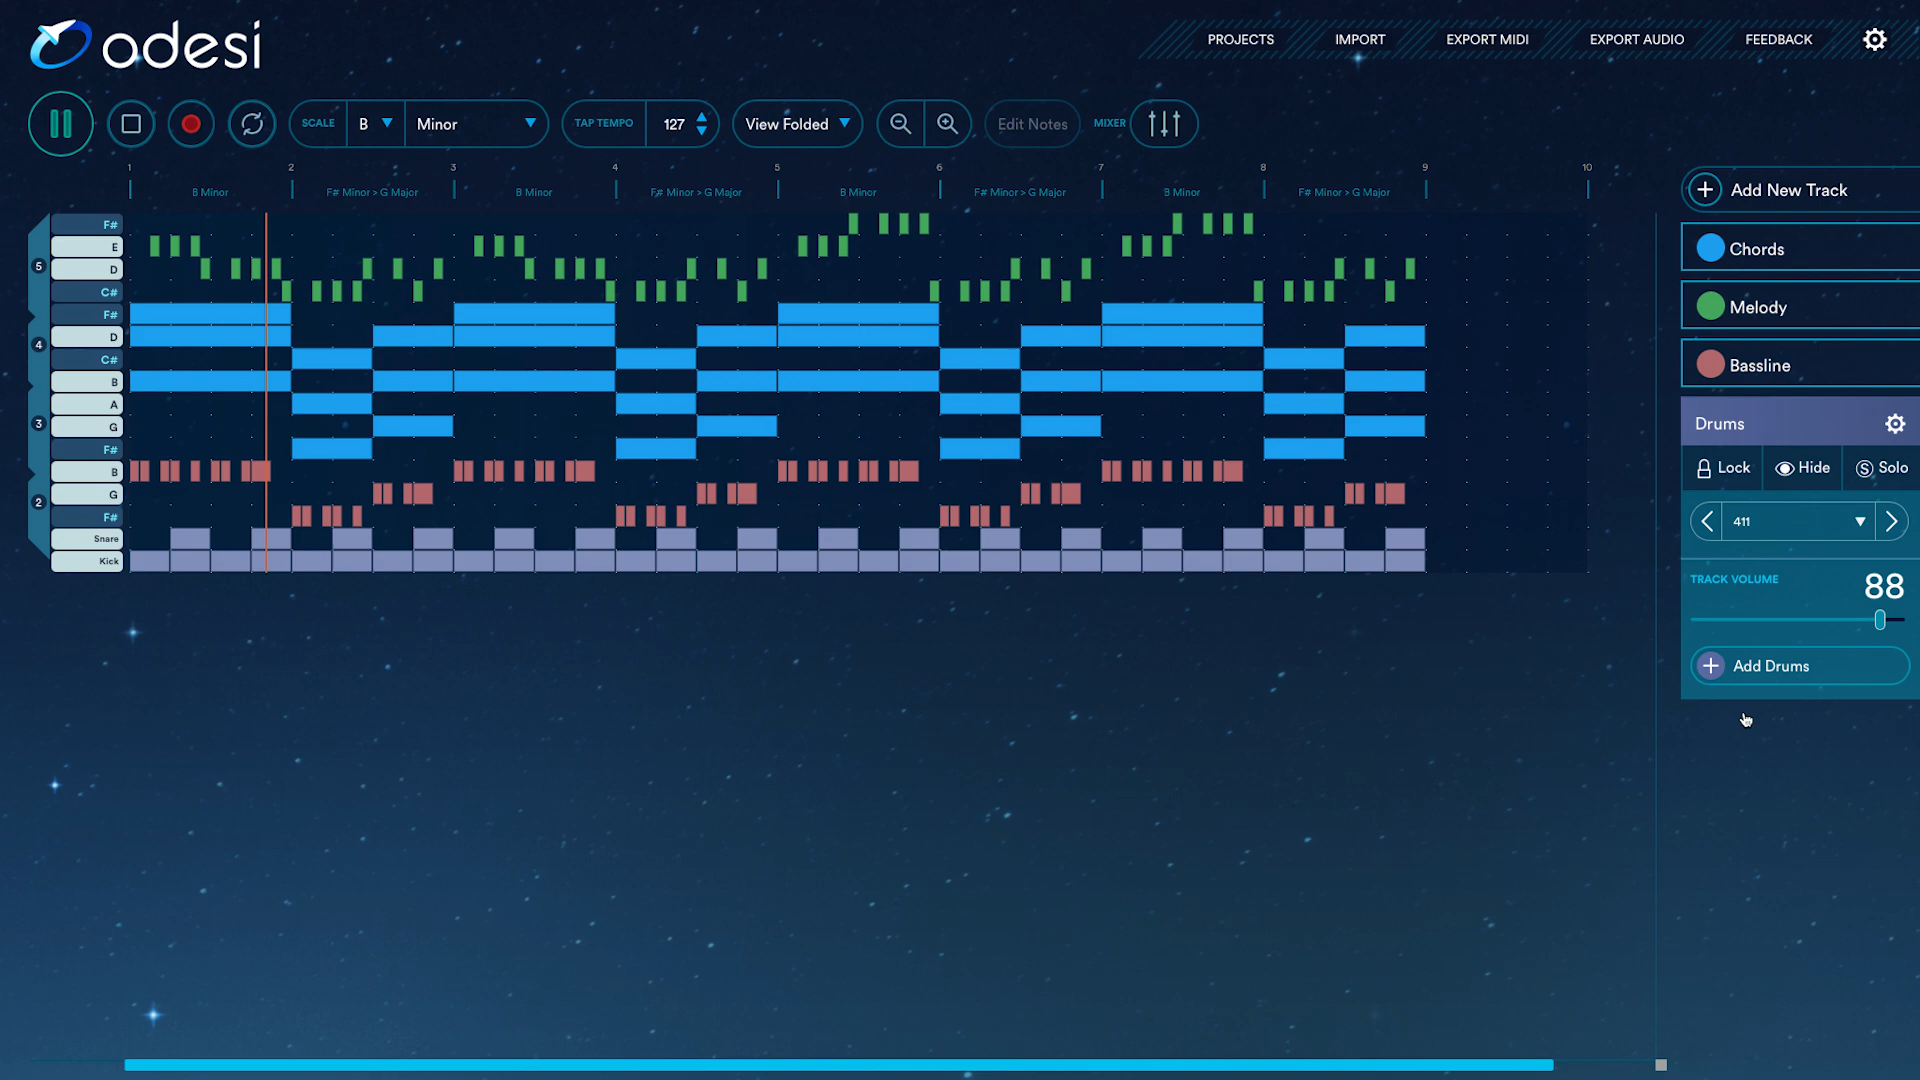 odesi
PROJECTS IMPORT EXPORT MIDI EXPORT AUDIO FEEDBACK
SCALE B Minor TAP TEMPO 127 View Folded Edit Notes MIXER
1 2 3 4 5 6 7 8 9 10
B Minor F# Minor > G Major B Minor F# Minor > G Major B Minor F# Minor > G Major B Minor F# Minor > G Major
Add New Track
Chords
Melody
Bassline
Drums
Lock Hide Solo
411
TRACK VOLUME 88
Add Drums
F#
E
5 D
C#
F#
4 D
C#
B
A
3 G
F#
B
2 G
F#
Snare
Kick